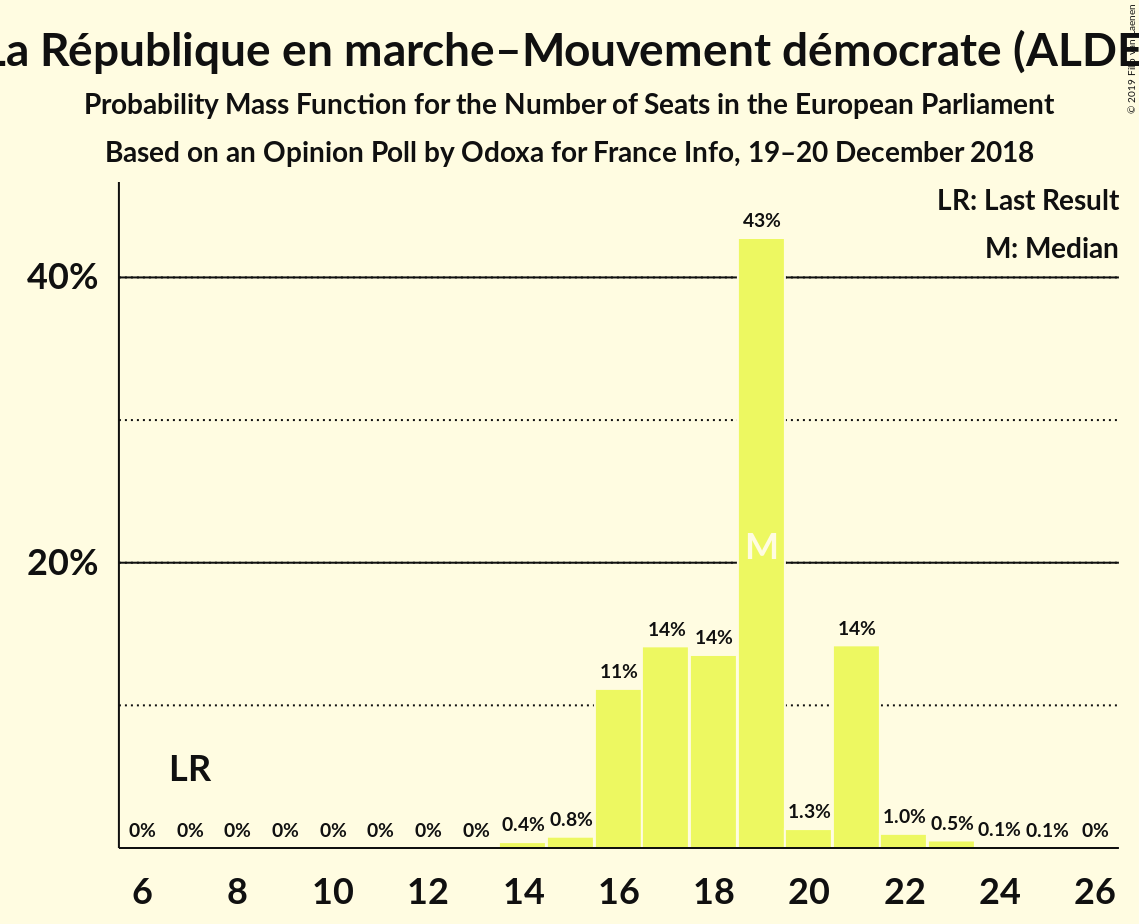 La République en marche–Mouvement démocrate (ALDE
Probability Mass Function for the Number of Seats in the European Parliament
Based on an Opinion Poll by Odoxa for France Info, 19–20 December 2018
© 2019
LR: Last Result
M: Median
43%
40%
M
20%
14% 14% 14%
11%
LR
0% 0% 0% 0% 0% 0% 0% 0% 0.4% 0.8% 1.3% 1.0% 0.5% 0.1% 0.1% 0%
6 8 10 12 14 16 18 20 22 24 26